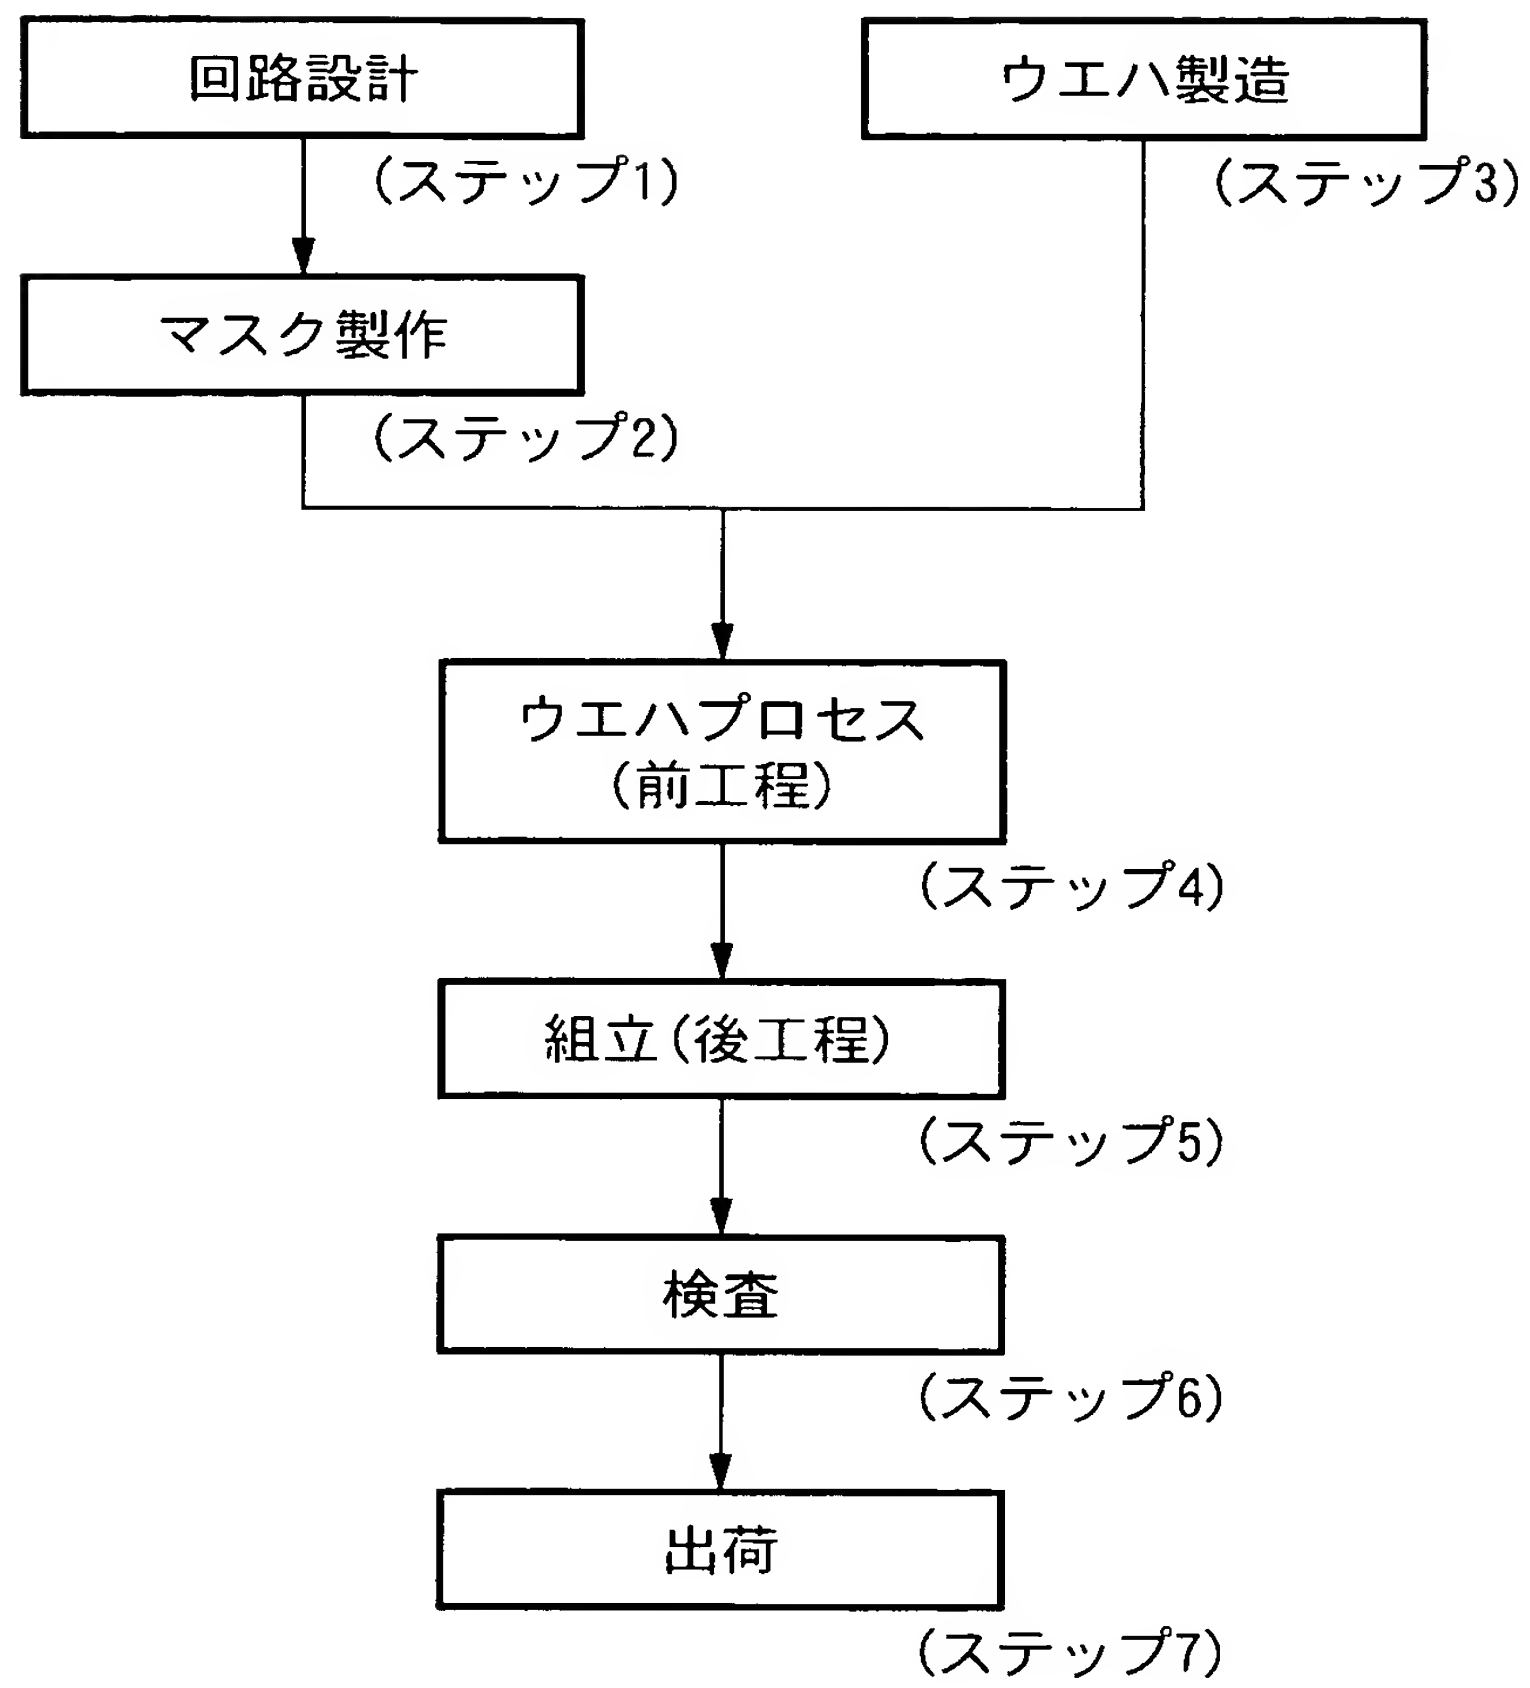 回路設計
(ステップ1)
マスク製作
(ステップ2)
ウエハ製造
(ステップ3)
ウエハプロセス
(前工程)
(ステップ4)
組立(後工程)
(ステップ5)
検査
(ステップ6)
出荷
(ステップ7)